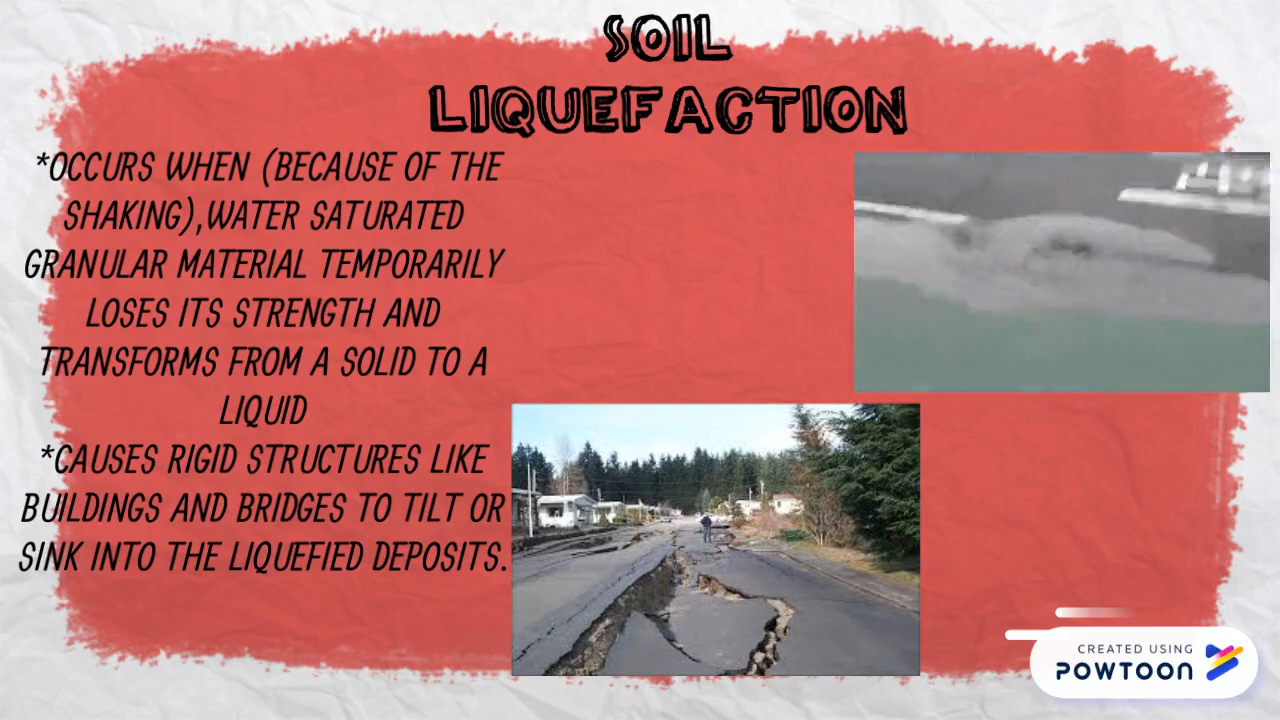 SOIL
LIQUEFACTION
*OCCURS WHEN (BECAUSE OF THE
SHAKING),WATER SATURATED
GRANULAR MATERIAL TEMPORARILY
LOSES ITS STRENGTH AND
TRANSFORMS FROM A SOLID TO A
LIQUID
*CAUSES RIGID STRUCTURES LIKE
BUILDINGS AND BRIDGES TO TILT OR
SINK INTO THE LIQUEFIED DEPOSITS.
CREATED USING
POWTOON